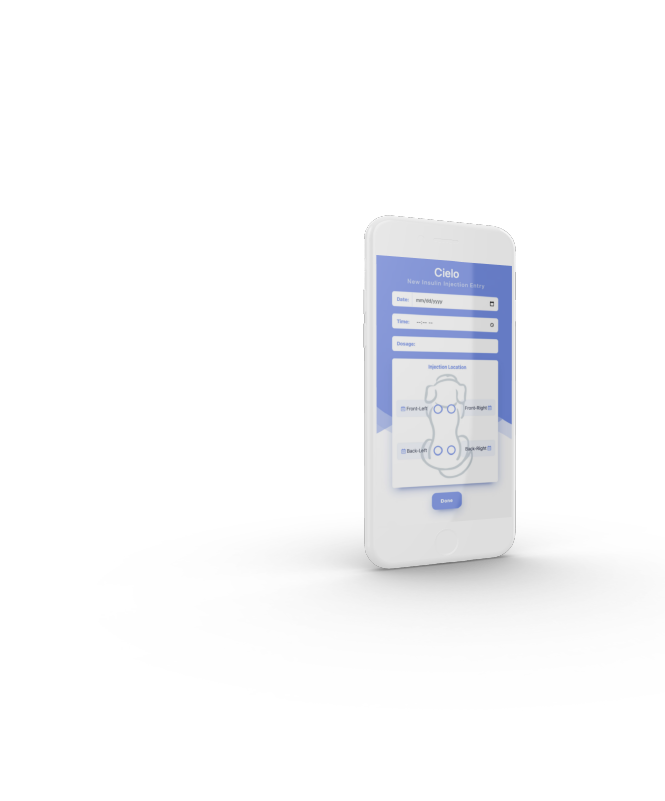 Cielo
New Insulin Injection Entry
Date: mm/dd/yyyy
Time: --:-- --
Dosage:
Injection Location
Front-Left Front-Right
Back-Left Back-Right
Done